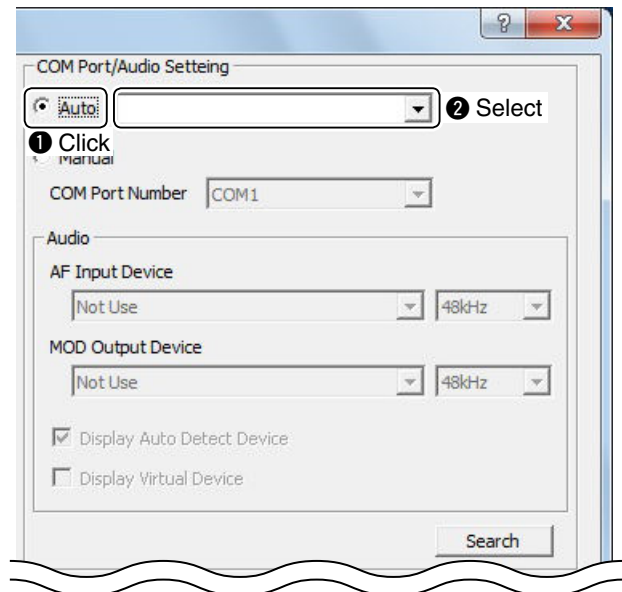 ?
X
COM Port/Audio Setteing
Auto
❷ Select
❶ Click
Manual
COM Port Number COM1
Audio
AF Input Device
Not Use 48kHz
MOD Output Device
Not Use 48kHz
Display Auto Detect Device
Display Virtual Device
Search